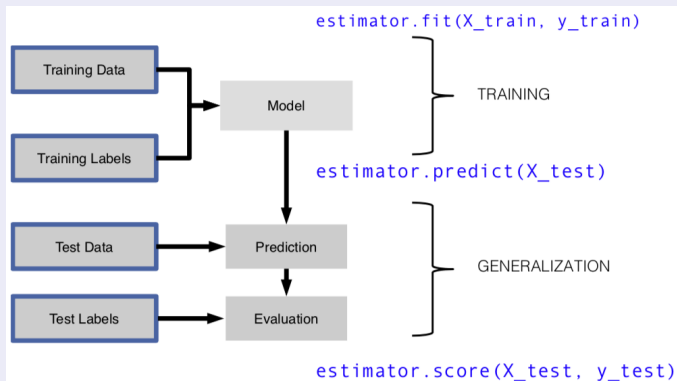 estimator.fit(X_train, y_train)
Training Data
Model
TRAINING
Training Labels
estimator.predict(X_test)
Test Data
Prediction
GENERALIZATION
Test Labels
Evaluation
estimator.score(X_test, y_test)